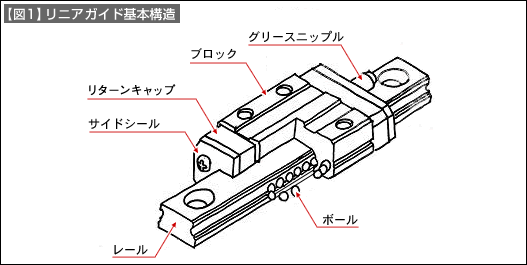 【図1】リニアガイド基本構造
グリースニップル
ブロック
リターンキャップ
サイドシール
ボール
レール